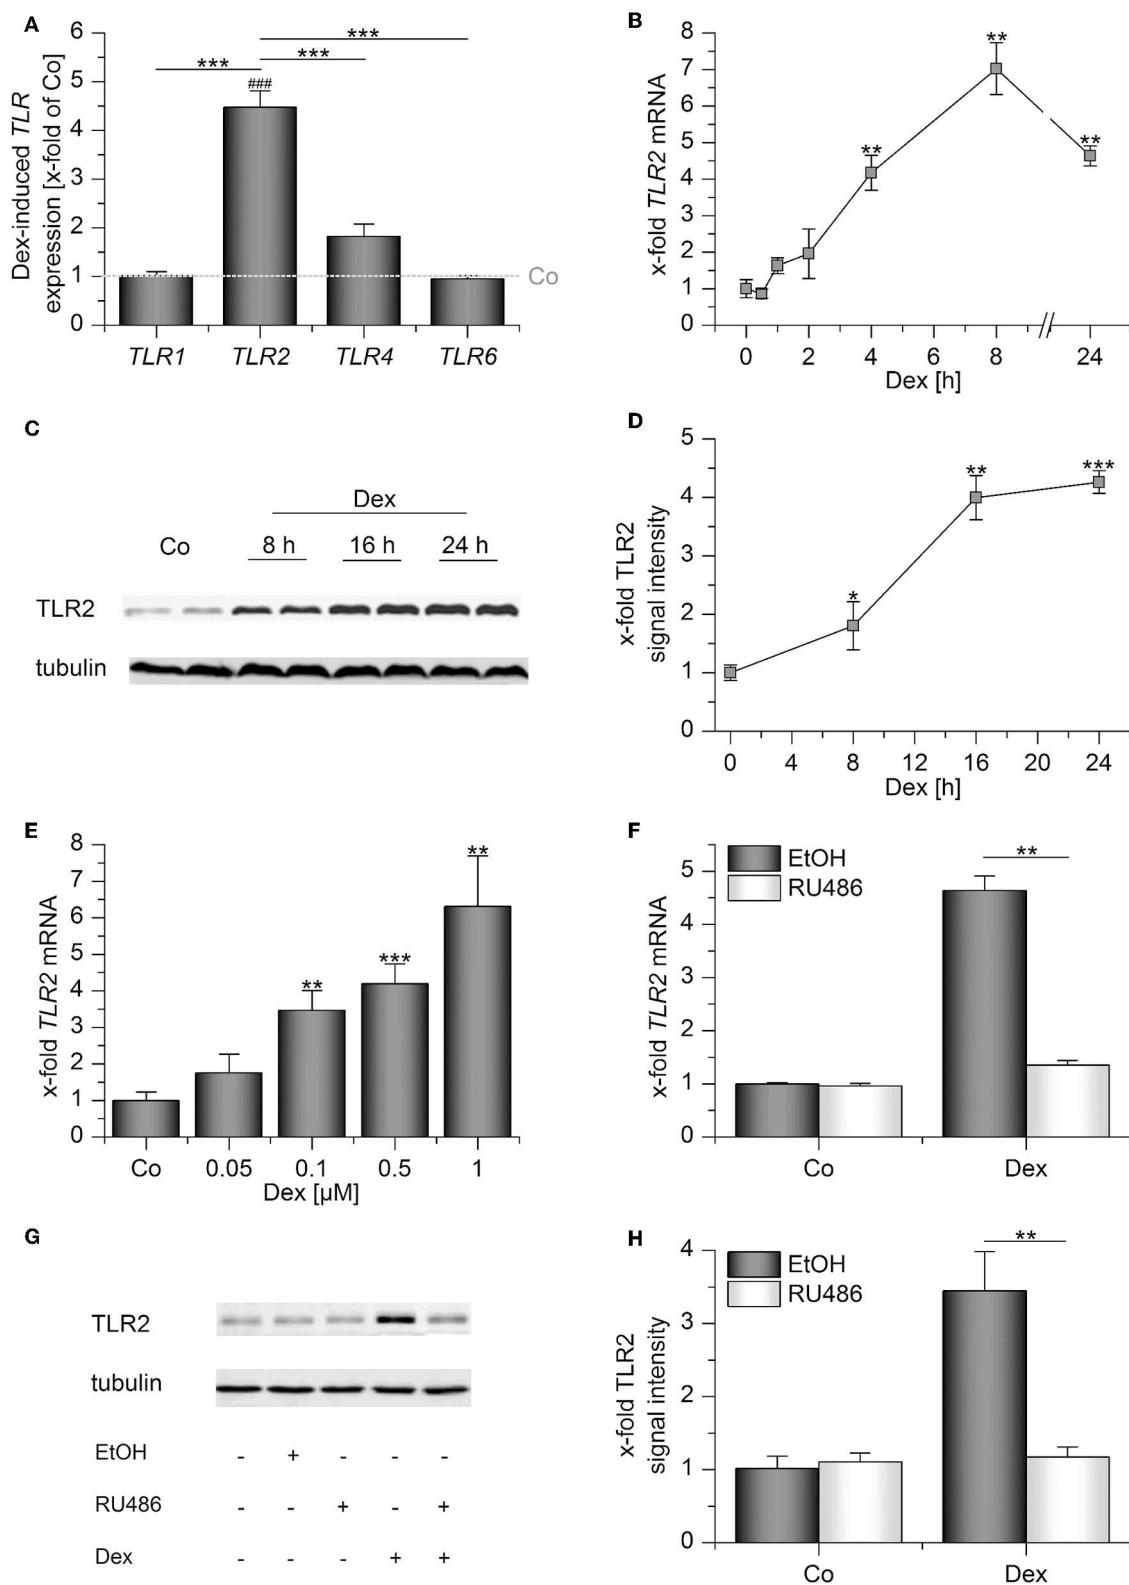 A
Dex-induced TLR
expression [x-fold of Co]
6
5
4
3
2
1
0
***
***
***
###
Co
TLR1 TLR2 TLR4 TLR6
B
x-fold TLR2 mRNA
8
7
6
5
4
3
2
1
0
**
**
**
0 2 4 6 8 24
Dex [h]
C
Dex
Co 8 h 16 h 24 h
TLR2
tubulin
D
x-fold TLR2
signal intensity
5
4
3
2
1
0
*
**
***
0 4 8 12 16 20 24
Dex [h]
E
x-fold TLR2 mRNA
8
7
6
5
4
3
2
1
0
**
***
**
Co 0.05 0.1 0.5 1
Dex [µM]
F
x-fold TLR2 mRNA
5
4
3
2
1
0
EtOH
RU486
**
Co Dex
G
TLR2
tubulin
EtOH - + - - -
RU486 - - + - +
Dex - - - + +
H
x-fold TLR2
signal intensity
4
3
2
1
0
EtOH
RU486
**
Co Dex